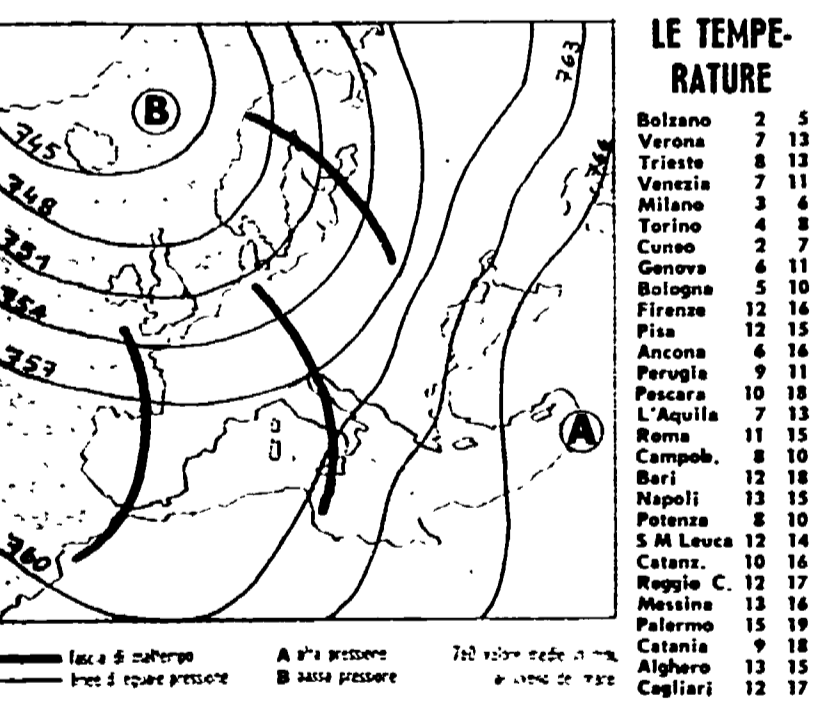 LE TEMPE-
RATURE
B
745
748
751
754
757
760
763
766
A
Bolzano 2 5
Verona 7 13
Trieste 8 13
Venezia 7 11
Milano 3 6
Torino 4 8
Cuneo 2 7
Genova 6 11
Bologna 5 10
Firenze 12 16
Pisa 12 15
Ancona 6 16
Perugia 9 11
Pescara 10 18
L'Aquila 7 13
Roma 11 15
Campob. 8 10
Bari 12 18
Napoli 13 15
Potenza 8 10
S M Leuca 12 14
Catanz. 10 16
Reggio C. 12 17
Messina 13 16
Palermo 15 19
Catania 9 18
Alghero 13 15
Cagliari 12 17
fascia di maltempo
linee di eguale pressione
A alta pressione
B bassa pressione
760 valore medio in mm.
a livello del mare